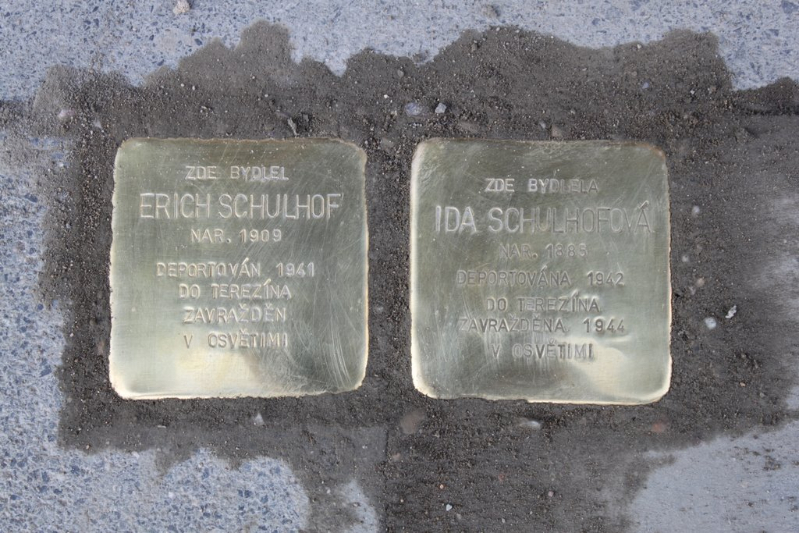 ZDE BYDLEL
ERICH SCHULHOF
NAR. 1909
DEPORTOVÁN 1941
DO TEREZÍNA
ZAVRAŽDĚN
V OSVĚTIMI
ZDE BYDLELA
IDA SCHULHOFOVÁ
NAR.
DEPORTOVÁNA 1942
DO TEREZÍNA
ZAVRAŽDĚNA 1944
V OSVĚTIMI